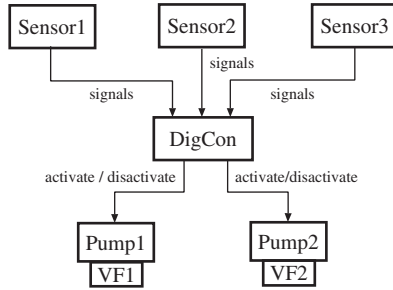 Sensor1 Sensor2 Sensor3
signals
signals signals
DigCon
activate / disactivate activate/disactivate
Pump1 Pump2
VF1 VF2